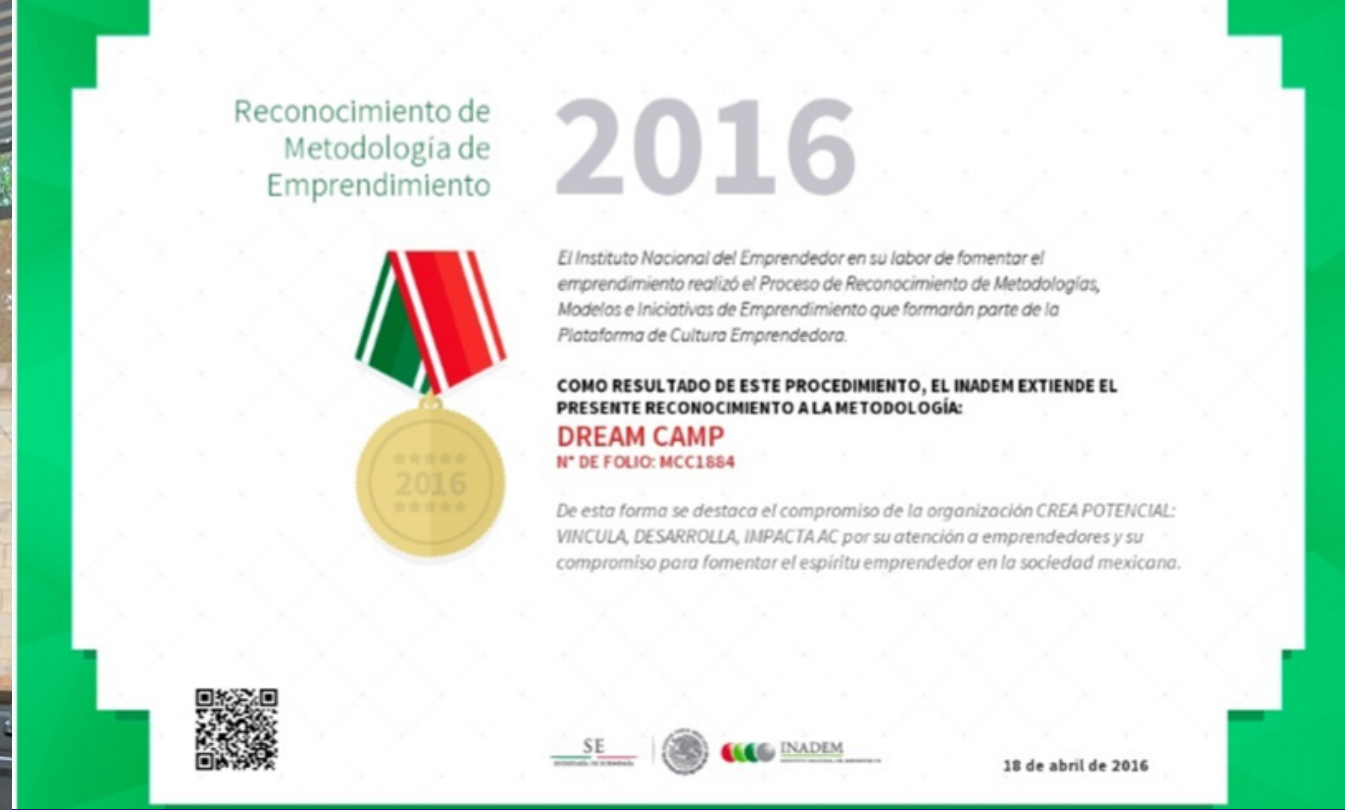 Reconocimiento de
Metodología de
Emprendimiento
2016
El Instituto Nacional del Emprendedor en su labor de fomentar el
emprendimiento realizó el Proceso de Reconocimiento de Metodologías,
Modelos e Iniciativas de Emprendimiento que formarán parte de la
Plataforma de Cultura Emprendedora.
COMO RESULTADO DE ESTE PROCEDIMIENTO, EL INADEM EXTIENDE EL
PRESENTE RECONOCIMIENTO A LA METODOLOGÍA:
DREAM CAMP
N° DE FOLIO: MCC1884
De esta forma se destaca el compromiso de la organización CREA POTENCIAL:
VINCULA, DESARROLLA, IMPACTA AC por su atención a emprendedores y su
compromiso para fomentar el espíritu emprendedor en la sociedad mexicana.
2016
SE
SECRETARÍA DE ECONOMÍA
INADEM
18 de abril de 2016